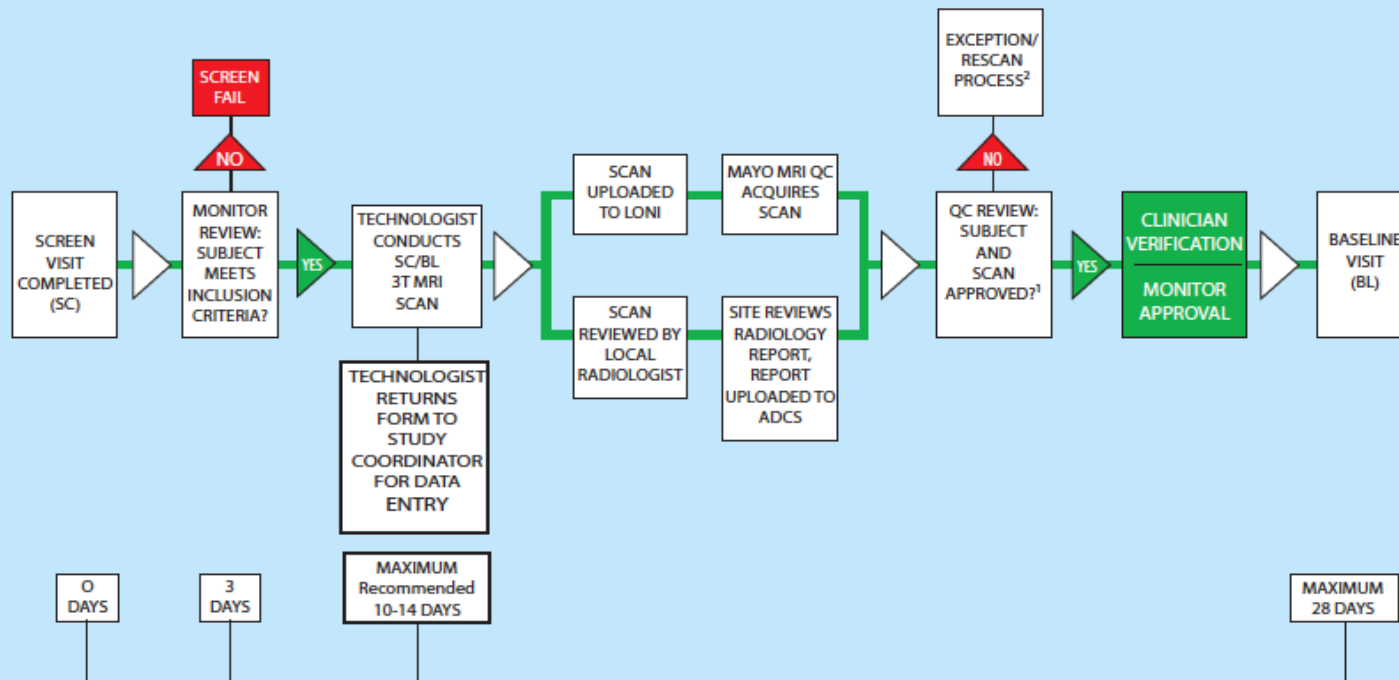 SCREEN
VISIT
COMPLETED
(SC)
MONITOR
REVIEW:
SUBJECT
MEETS
INCLUSION
CRITERIA?
NO
SCREEN
FAIL
YES
TECHNOLOGIST
CONDUCTS
SC/BL
3T MRI
SCAN
TECHNOLOGIST
RETURNS
FORM TO
STUDY
COORDINATOR
FOR DATA
ENTRY
SCAN
UPLOADED
TO LONI
MAYO MRI QC
ACQUIRES
SCAN
SCAN
REVIEWED BY
LOCAL
RADIOLOGIST
SITE REVIEWS
RADIOLOGY
REPORT,
REPORT
UPLOADED TO
ADCS
QC REVIEW:
SUBJECT
AND
SCAN
APPROVED?¹
NO
EXCEPTION/
RESCAN
PROCESS²
YES
CLINICIAN
VERIFICATION
MONITOR
APPROVAL
BASELINE
VISIT
(BL)
O
DAYS
3
DAYS
MAXIMUM
Recommended
10-14 DAYS
MAXIMUM
28 DAYS